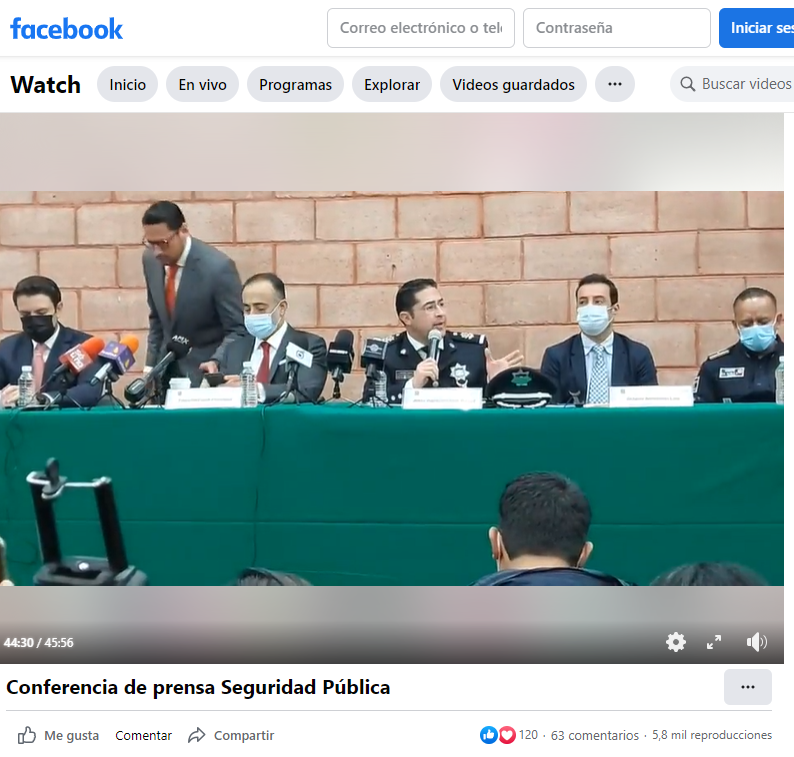 facebook
Correo electrónico o tel
Contraseña
Iniciar ses
Watch
Inicio
En vivo
Programas
Explorar
Videos guardados
Buscar videos
44:30 / 45:56
Conferencia de prensa Seguridad Pública
Me gusta
Comentar
Compartir
120 · 63 comentarios · 5,8 mil reproducciones